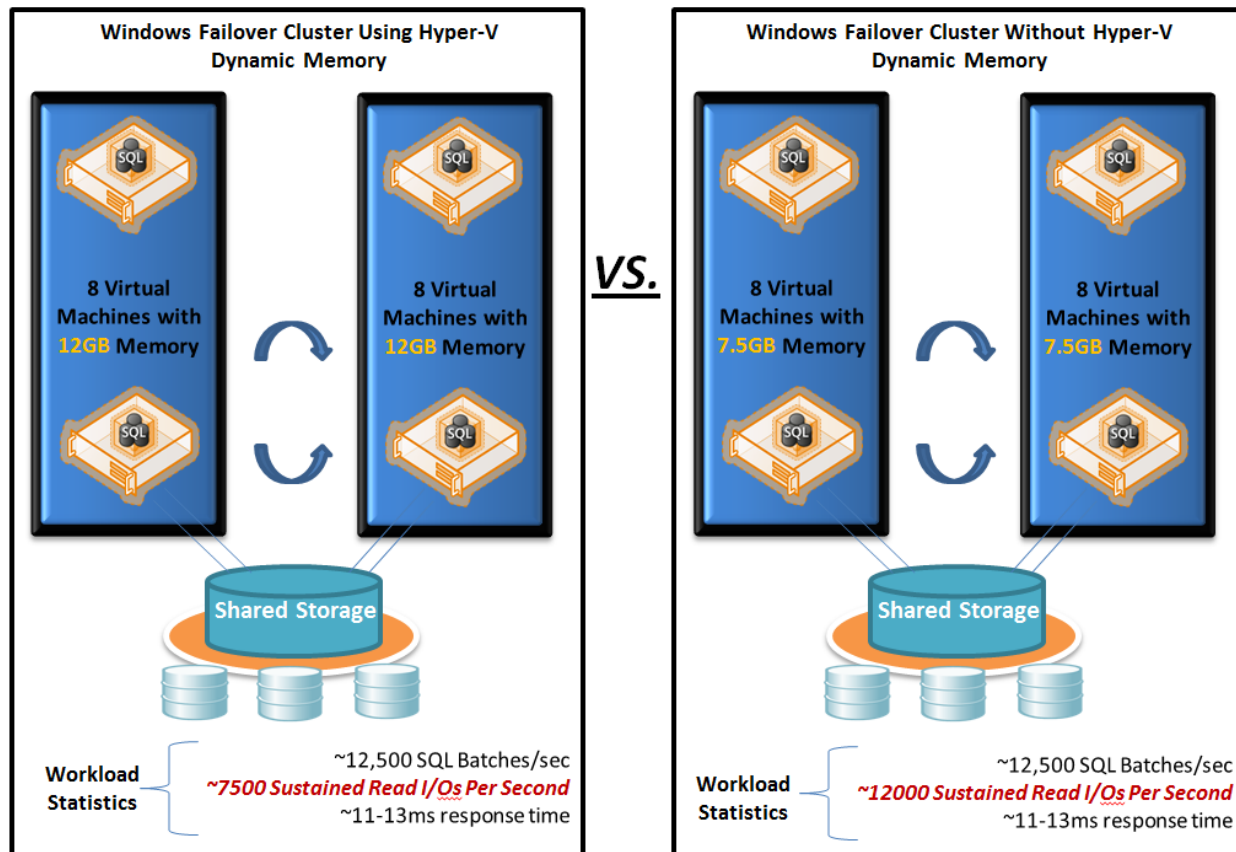 Windows Failover Cluster Using Hyper-V
Dynamic Memory
SQL
SQL
8 Virtual
Machines with
12GB Memory
8 Virtual
Machines with
12GB Memory
SQL
SQL
Shared Storage
Workload
Statistics
~12,500 SQL Batches/sec
~7500 Sustained Read I/Os Per Second
~11-13ms response time
VS.
Windows Failover Cluster Without Hyper-V
Dynamic Memory
SQL
SQL
8 Virtual
Machines with
7.5GB Memory
8 Virtual
Machines with
7.5GB Memory
SQL
SQL
Shared Storage
Workload
Statistics
~12,500 SQL Batches/sec
~12000 Sustained Read I/Os Per Second
~11-13ms response time